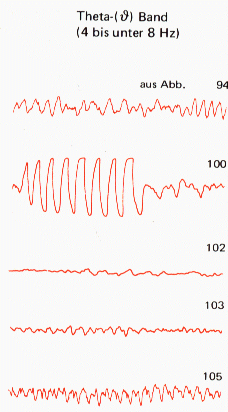 Theta-(ϑ) Band
(4 bis unter 8 Hz)
aus Abb. 94
100
102
103
105